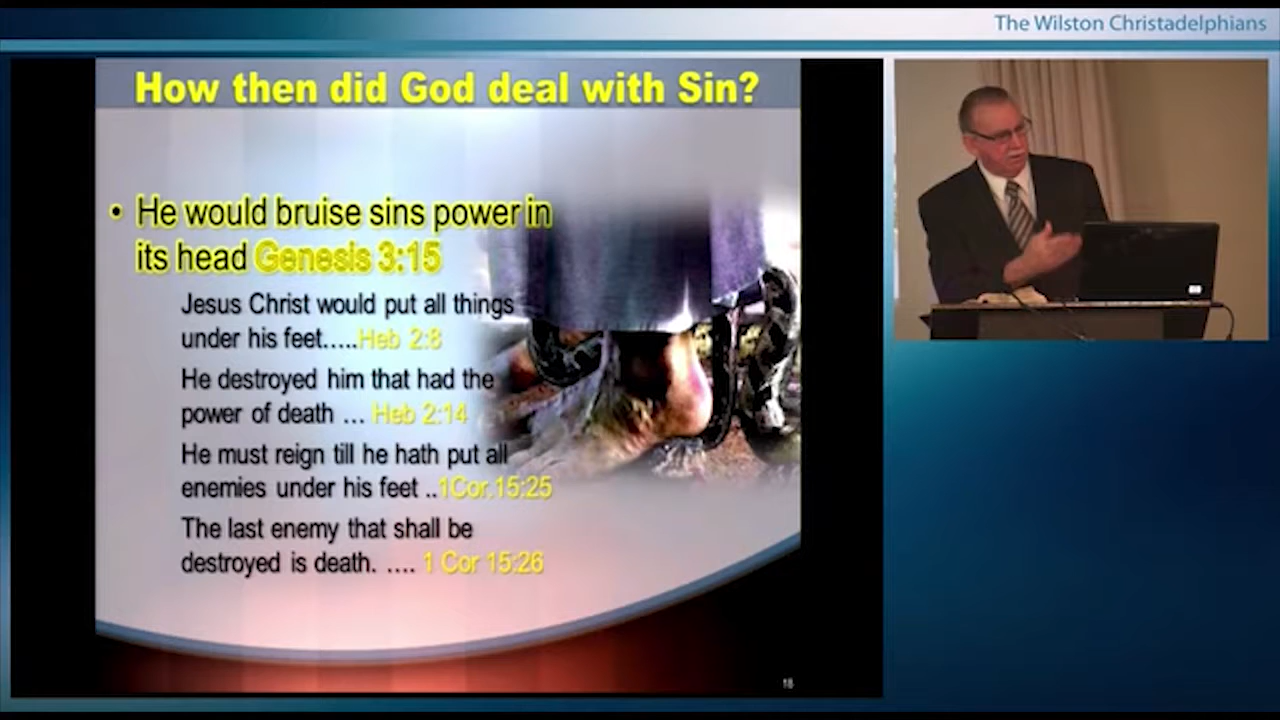 The Wilston Christadelphians
How then did God deal with Sin?
• He would bruise sins power in
its head Genesis 3:15
Jesus Christ would put all things
under his feet.....Heb 2:8
He destroyed him that had the
power of death ... Heb 2:14
He must reign till he hath put all
enemies under his feet ..1Cor.15:25
The last enemy that shall be
destroyed is death. .... 1 Cor 15:26
18